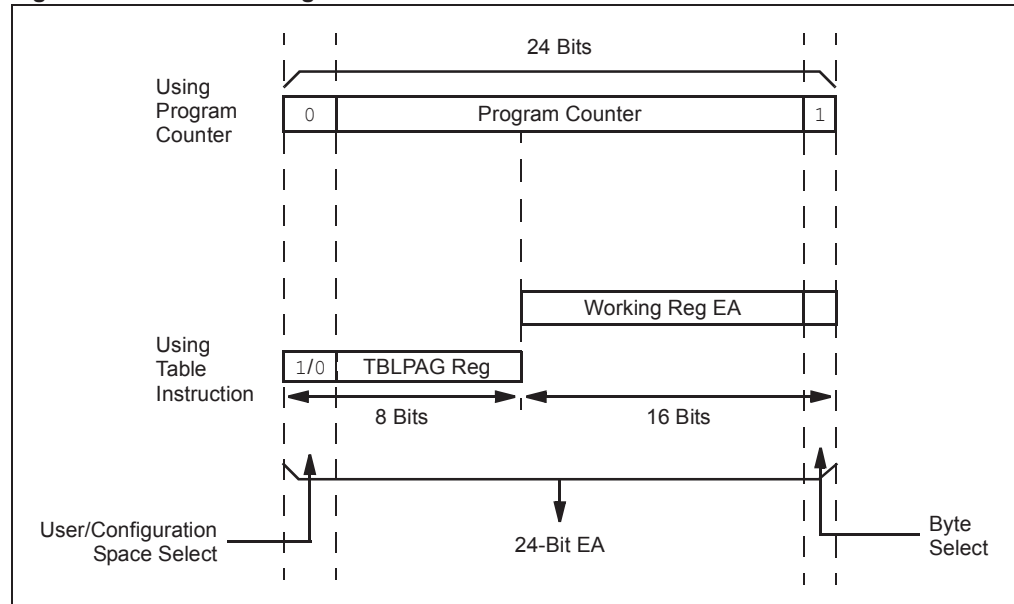 24 Bits
Using
Program
Counter
0
Program Counter
1
Working Reg EA
Using
Table
Instruction
1/0
TBLPAG Reg
8 Bits
16 Bits
User/Configuration
Space Select
24-Bit EA
Byte
Select